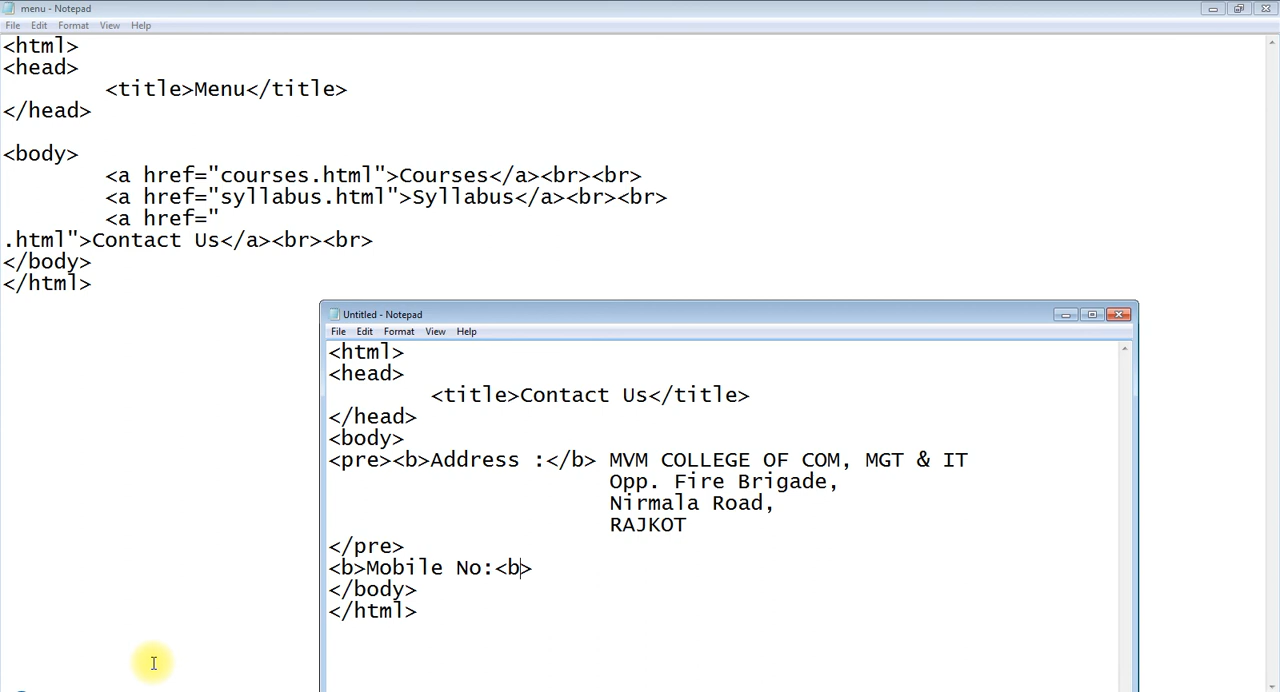 menu - Notepad
File Edit Format View Help
<html>
<head>
<title>Menu</title>
</head>
<body>
<a href="courses.html">Courses</a><br><br>
<a href="syllabus.html">Syllabus</a><br><br>
<a href="
.html">Contact Us</a><br><br>
</body>
</html>
Untitled - Notepad
File Edit Format View Help
<html>
<head>
<title>Contact Us</title>
</head>
<body>
<pre><b>Address :</b> MVM COLLEGE OF COM, MGT & IT
Opp. Fire Brigade,
Nirmala Road,
RAJKOT
</pre>
<b>Mobile No:<b>
</body>
</html>